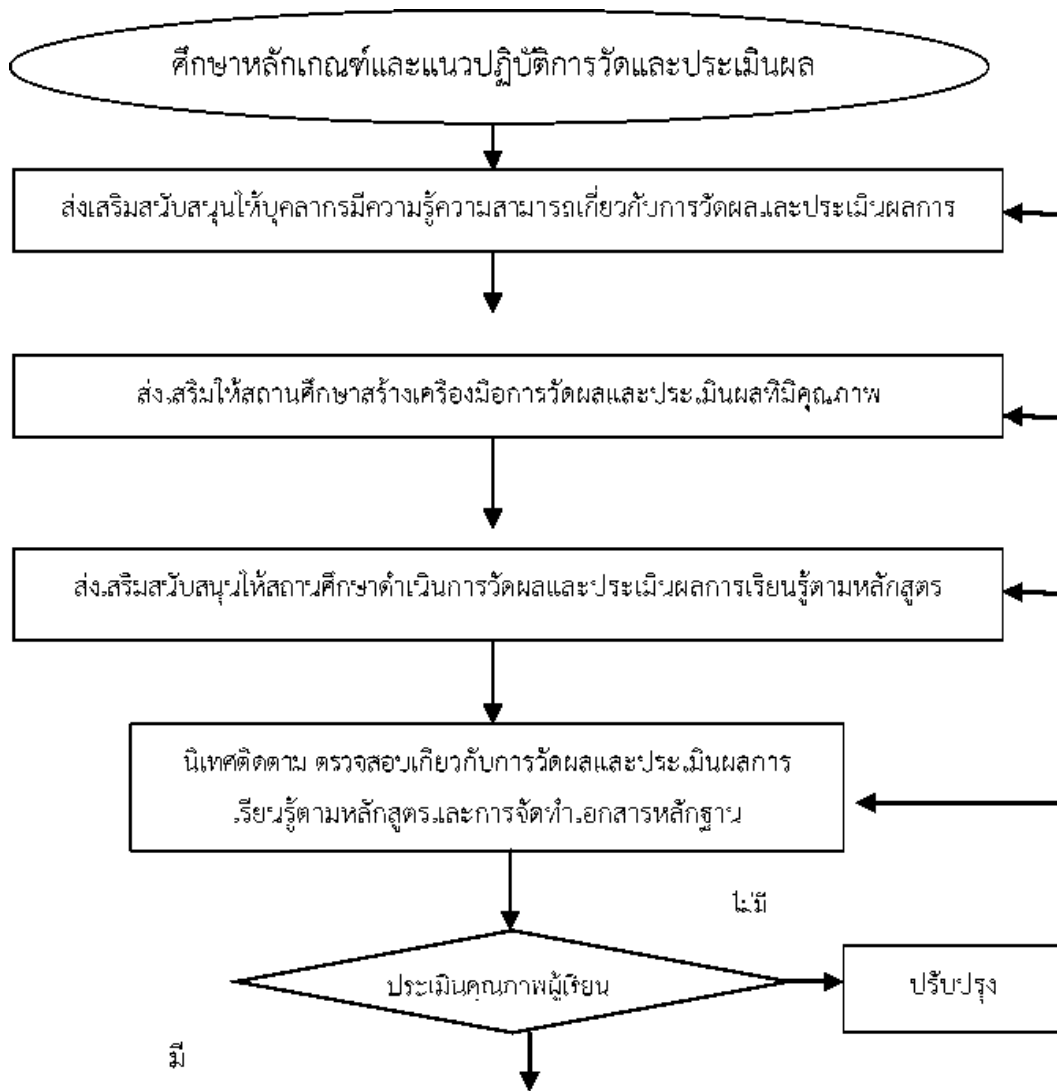 ศึกษาหลักเกณฑ์และแนวปฏิบัติการวัดและประเมินผล
ส่งเสริมสนับสนุนให้บุคลากรมีความรู้ความสามารถเกี่ยวกับการวัดผลและประเมินผลการ
ส่งเสริมให้สถานศึกษาสร้างเครื่องมือการวัดผลและประเมินผลที่มีคุณภาพ
ส่งเสริมสนับสนุนให้สถานศึกษาดำเนินการวัดผลและประเมินผลการเรียนรู้ตามหลักสูตร
นิเทศติดตาม ตรวจสอบเกี่ยวกับการวัดผลและประเมินผลการ
เรียนรู้ตามหลักสูตรและการจัดทำเอกสารหลักฐาน
ไม่มี
ประเมินคุณภาพผู้เรียน
ปรับปรุง
มี